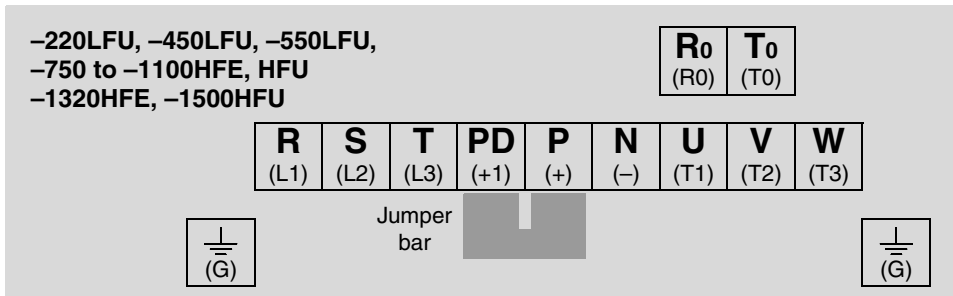 –220LFU, –450LFU, –550LFU,
–750 to –1100HFE, HFU
–1320HFE, –1500HFU
R0 T0
(R0) (T0)
R S T PD P N U V W
(L1) (L2) (L3) (+1) (+) (–) (T1) (T2) (T3)
Jumper
bar
(G) (G)